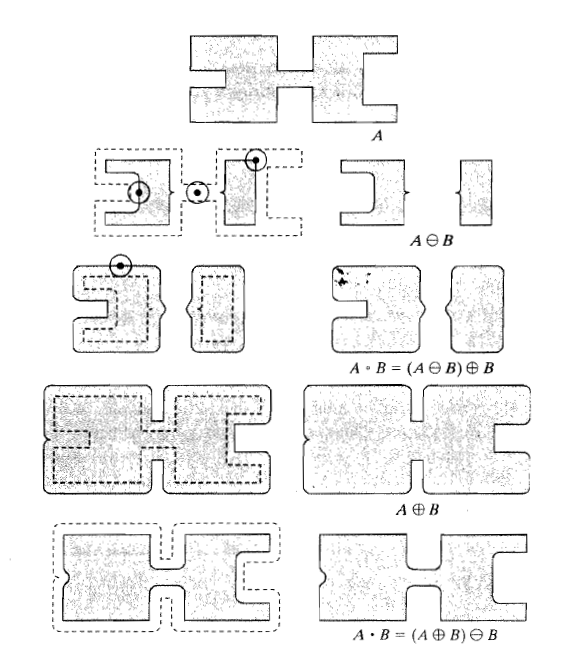 A
A ⊖ B
A ∘ B = (A ⊖ B) ⊕ B
A ⊕ B
A • B = (A ⊕ B) ⊖ B